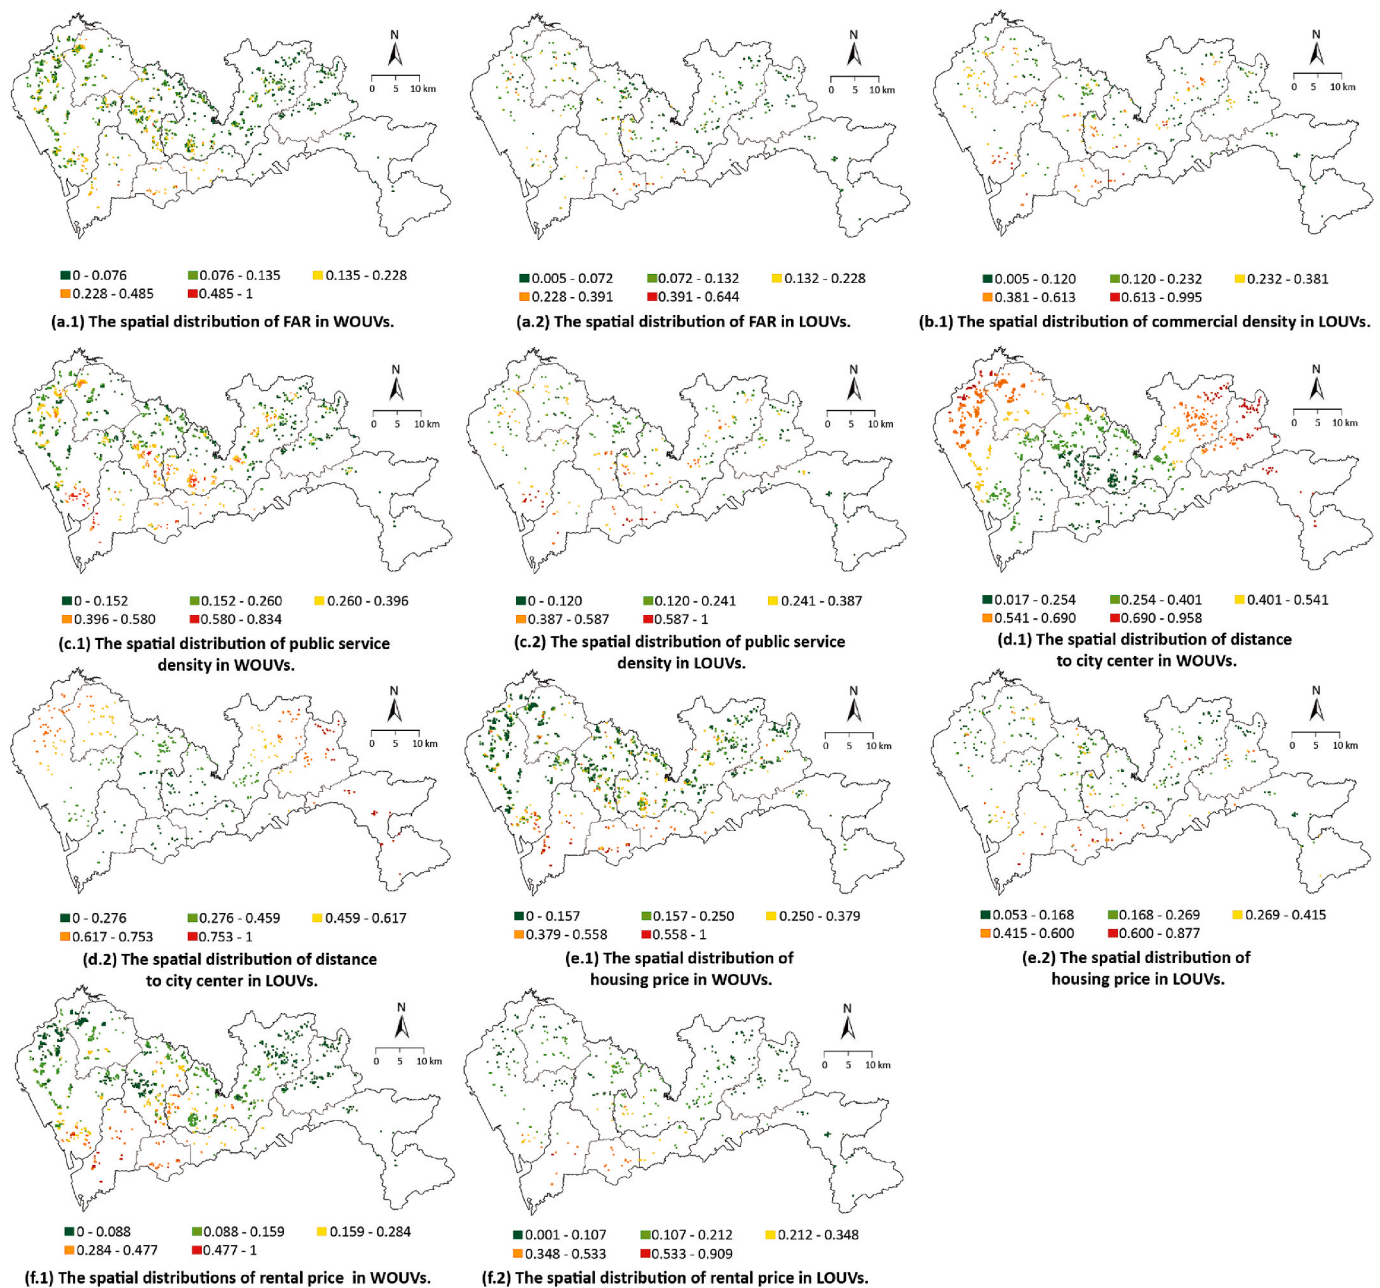 N
0 5 10 km
N
0 5 10 km
N
0 5 10 km
0 - 0.076 0.076 - 0.135 0.135 - 0.228
0.228 - 0.485 0.485 - 1
(a.1) The spatial distribution of FAR in WOUVs.
0.005 - 0.072 0.072 - 0.132 0.132 - 0.228
0.228 - 0.391 0.391 - 0.644
(a.2) The spatial distribution of FAR in LOUVs.
0.005 - 0.120 0.120 - 0.232 0.232 - 0.381
0.381 - 0.613 0.613 - 0.995
(b.1) The spatial distribution of commercial density in LOUVs.
N
0 5 10 km
N
0 5 10 km
N
0 5 10 km
0 - 0.152 0.152 - 0.260 0.260 - 0.396
0.396 - 0.580 0.580 - 0.834
(c.1) The spatial distribution of public service
density in WOUVs.
0 - 0.120 0.120 - 0.241 0.241 - 0.387
0.387 - 0.587 0.587 - 1
(c.2) The spatial distribution of public service
density in LOUVs.
0.017 - 0.254 0.254 - 0.401 0.401 - 0.541
0.541 - 0.690 0.690 - 0.958
(d.1) The spatial distribution of distance
to city center in WOUVs.
N
0 5 10 km
N
0 5 10 km
N
0 5 10 km
0 - 0.276 0.276 - 0.459 0.459 - 0.617
0.617 - 0.753 0.753 - 1
(d.2) The spatial distribution of distance
to city center in LOUVs.
0 - 0.157 0.157 - 0.250 0.250 - 0.379
0.379 - 0.558 0.558 - 1
(e.1) The spatial distribution of
housing price in WOUVs.
0.053 - 0.168 0.168 - 0.269 0.269 - 0.415
0.415 - 0.600 0.600 - 0.877
(e.2) The spatial distribution of
housing price in LOUVs.
N
0 5 10 km
N
0 5 10 km
0 - 0.088 0.088 - 0.159 0.159 - 0.284
0.284 - 0.477 0.477 - 1
(f.1) The spatial distributions of rental price in WOUVs.
0.001 - 0.107 0.107 - 0.212 0.212 - 0.348
0.348 - 0.533 0.533 - 0.909
(f.2) The spatial distribution of rental price in LOUVs.